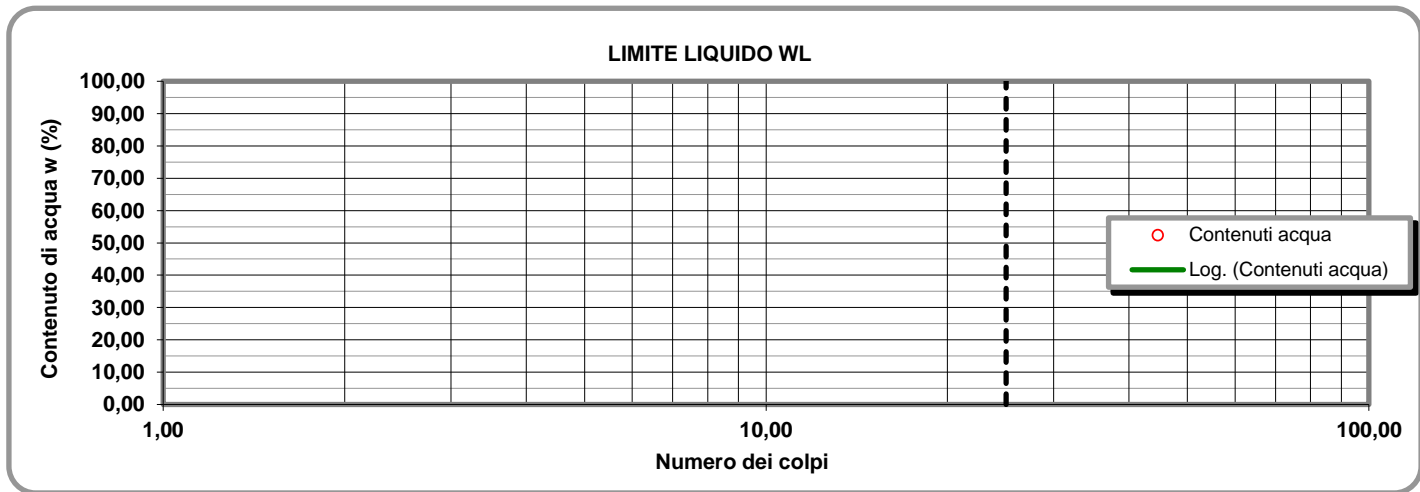 LIMITE LIQUIDO WL
Contenuto di acqua w (%)
100,00
90,00
80,00
70,00
60,00
50,00
40,00
30,00
20,00
10,00
0,00
1,00
10,00
100,00
Numero dei colpi
Contenuti acqua
Log. (Contenuti acqua)